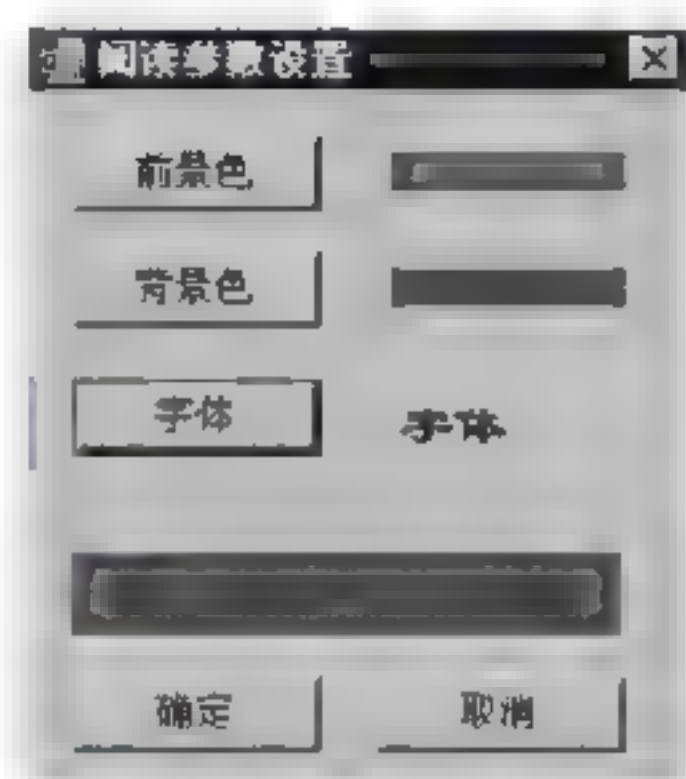 阅读参数设置
前景色
背景色
字体 字体
确定 取消